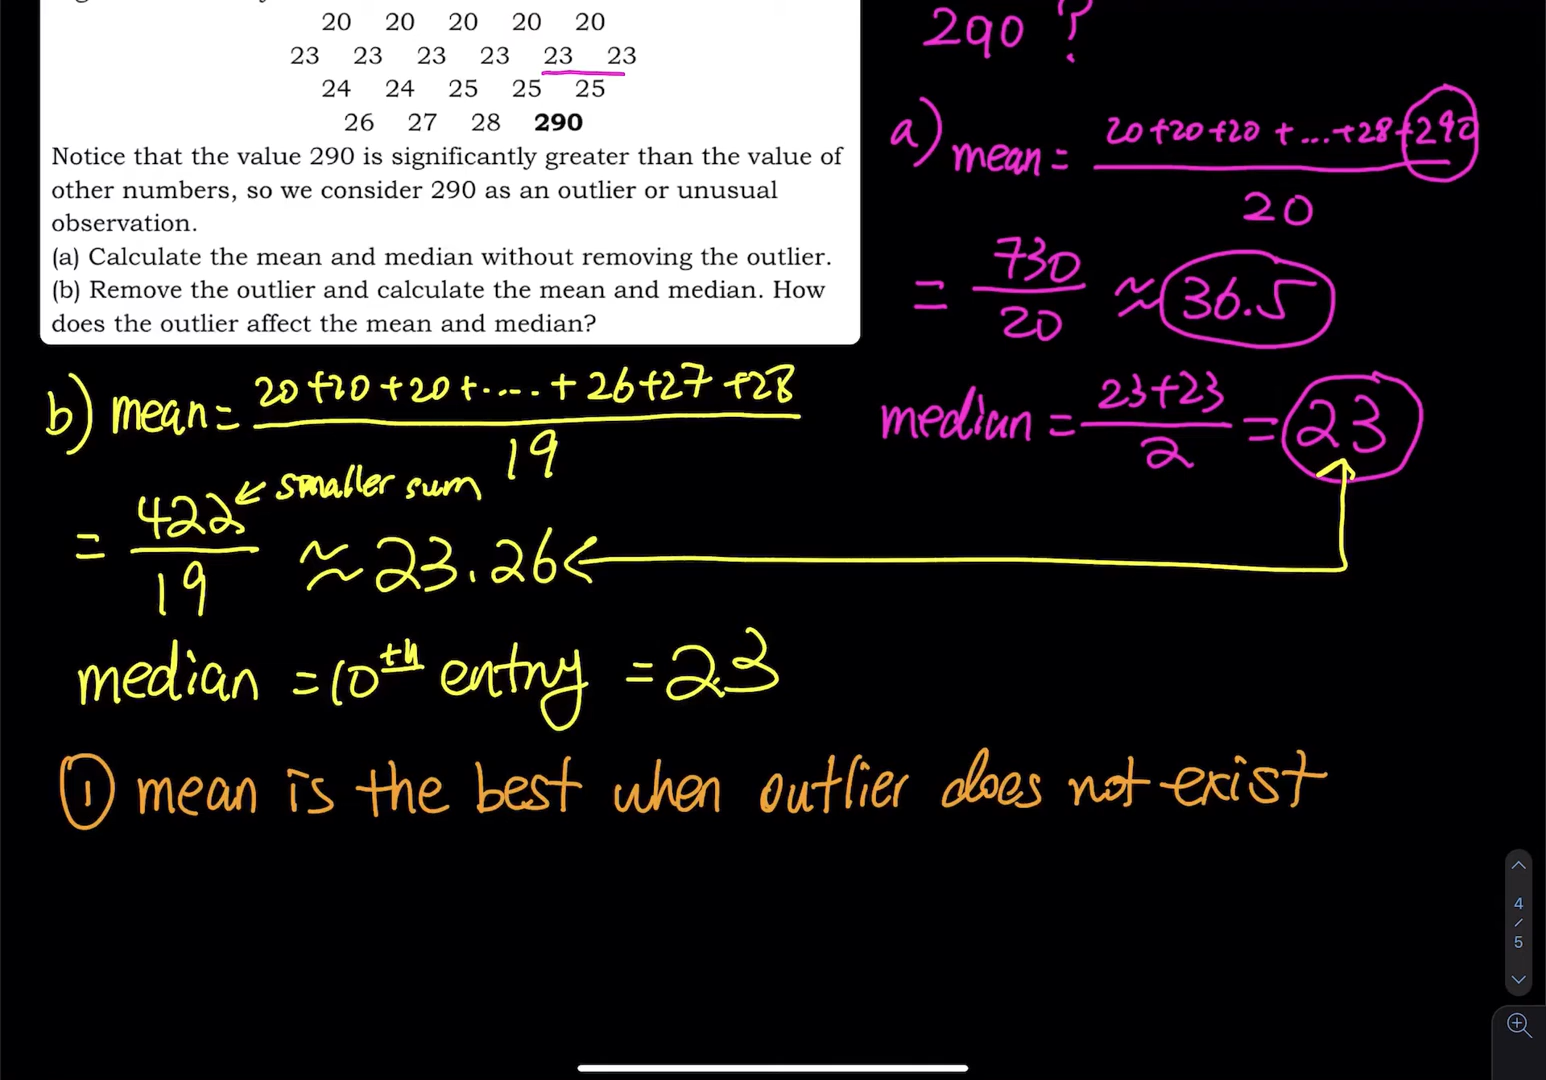 20 20 20 20 20
23 23 23 23 23 23
24 24 25 25 25
26 27 28 290
Notice that the value 290 is significantly greater than the value of
other numbers, so we consider 290 as an outlier or unusual
observation.
(a) Calculate the mean and median without removing the outlier.
(b) Remove the outlier and calculate the mean and median. How
does the outlier affect the mean and median?
290 ?
a) mean = 20+20+20+...+28+290
20
= 730
20
≈ 36.5
median = 23+23
2
= 23
b) mean = 20+20+20+....+26+27+28
19
= 422 ← smaller sum
19
≈ 23.26
median = 10th entry = 23
① mean is the best when outlier does not exist
4
/
5